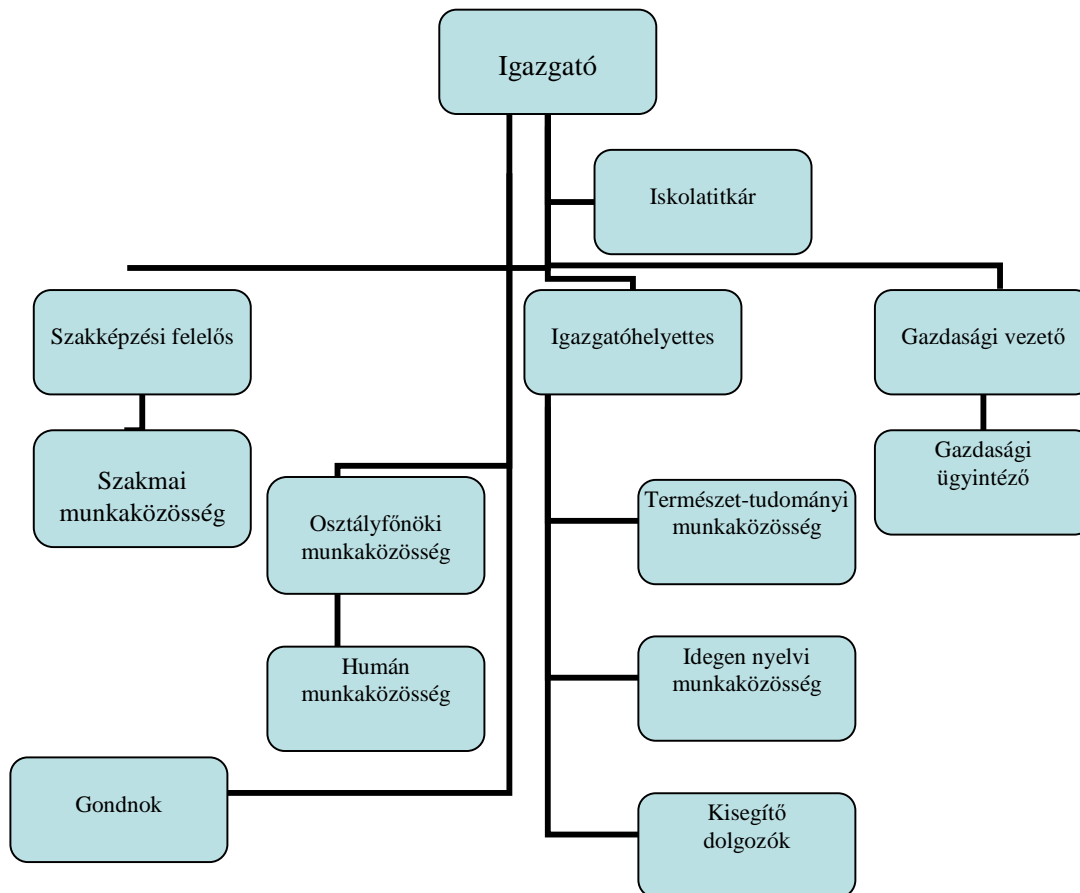 Igazgató
Iskolatitkár
Szakképzési felelős
Igazgatóhelyettes
Gazdasági vezető
Szakmai
munkaközösség
Gazdasági
ügyintéző
Osztályfőnöki
munkaközösség
Természet-tudományi
munkaközösség
Humán
munkaközösség
Idegen nyelvi
munkaközösség
Gondnok
Kisegítő
dolgozók